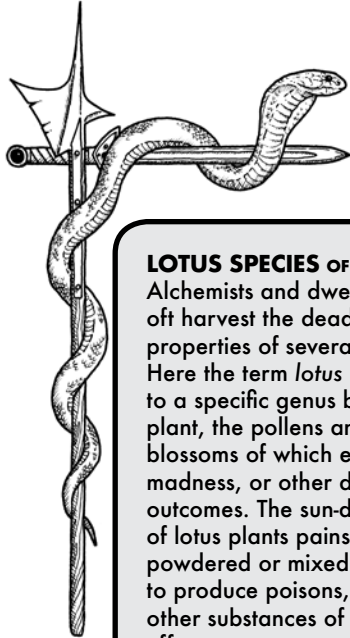 LOTUS SPECIES OF
Alchemists and dwe
oft harvest the dead
properties of severa
Here the term lotus
to a specific genus b
plant, the pollens an
blossoms of which e
madness, or other d
outcomes. The sun-d
of lotus plants pains
powdered or mixed
to produce poisons,
other substances of